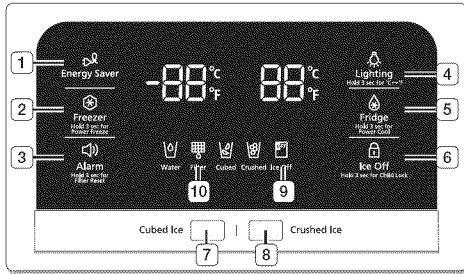 1
Energy Saver
2
Freezer
Hold 3 sec for
Power Freeze
3
Alarm
Hold 3 sec for
Filter Reset
-88 °C
°F
88 °C
°F
Lighting
Hold 3 sec for °C↔°F
4
Fridge
Hold 3 sec for
Power Cool
5
Ice Off
Hold 3 sec for Child Lock
6
Water Filter Cubed Crushed Ice Off
10 9
Cubed Ice | Crushed Ice
7 8